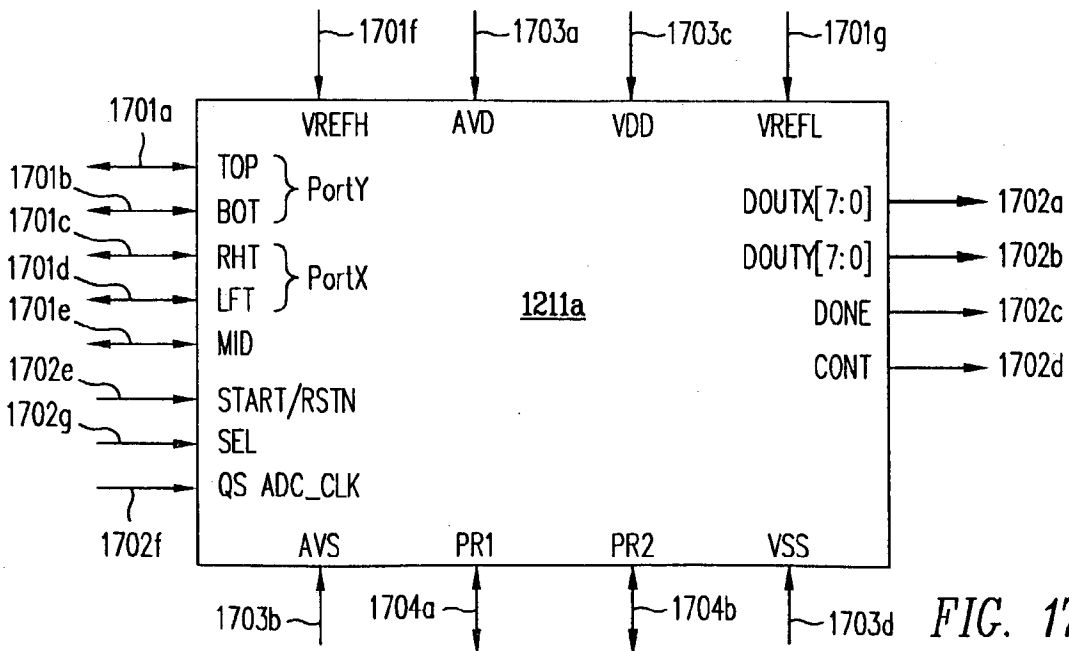 1701f 1703a 1703c 1701g
VREFH AVD VDD VREFL
1701a TOP
1701b BOT PortY
1701c RHT
1701d LFT PortX
1701e MID
1702e START/RSTN
1702g SEL
1702f QS ADC_CLK
1211a
DOUTX[7:0] 1702a
DOUTY[7:0] 1702b
DONE 1702c
CONT 1702d
AVS PR1 PR2 VSS
1703b 1704a 1704b 1703d
FIG. 17